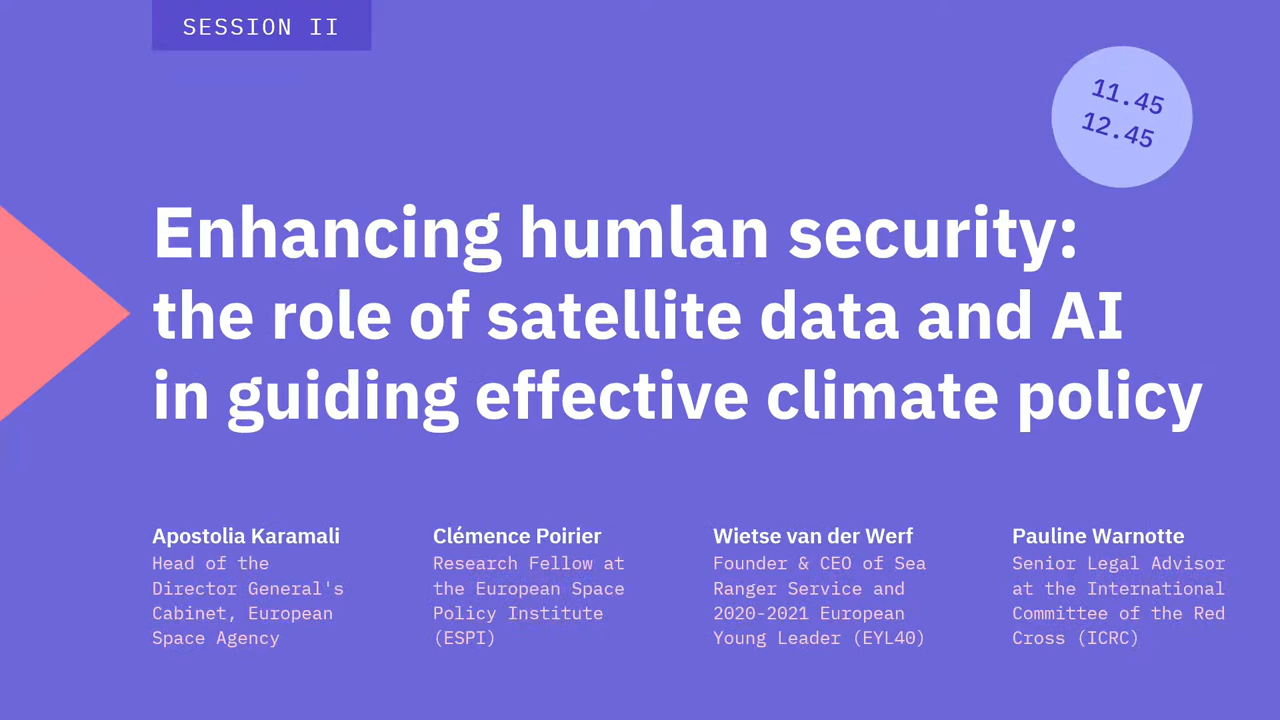 SESSION II
11.45
12.45
Enhancing humlan security:
the role of satellite data and AI
in guiding effective climate policy
Apostolia Karamali
Head of the
Director General's
Cabinet, European
Space Agency
Clémence Poirier
Research Fellow at
the European Space
Policy Institute
(ESPI)
Wietse van der Werf
Founder & CEO of Sea
Ranger Service and
2020-2021 European
Young Leader (EYL40)
Pauline Warnotte
Senior Legal Advisor
at the International
Committee of the Red
Cross (ICRC)